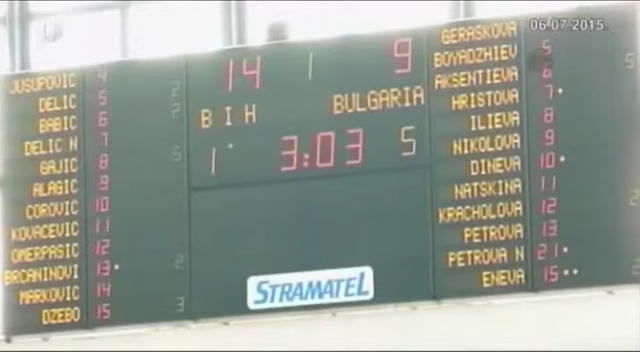 06.07.2015.
14 1 9
B I H BULGARIA
1 3:03 5
JUSUPOVIC 4
DELIC 5 2
BABIC 6 2
DELIC N 7
GAJIC 8 5
ALAGIC 9
COROVIC 10
KOVACEVIC 11
OMERPASIC 12
BRCANINOVI 13 2
MARKOVIC 14
DZEBO 15 3
STRAMATEL
GERASKOVA
BOYADZHIEV 5 5
AKSENTIEVA 6
HRISTOVA 7
ILIEVA 8
NIKOLOVA 9
DINEVA 10
NATSKINA 11
KRACHOLOVA 12 2
PETROVA 13
PETROVA N 21
ENEVA 15 2